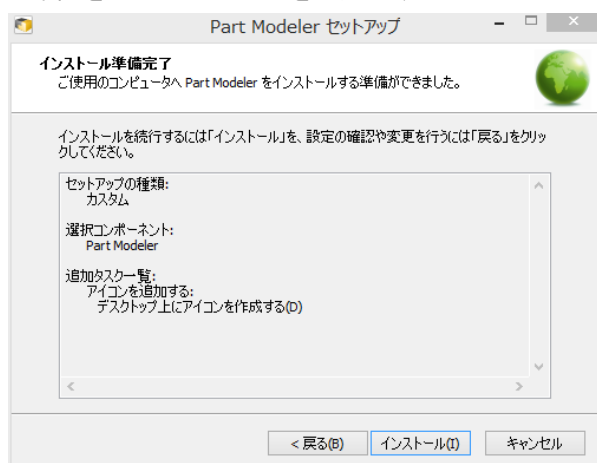 Part Modeler セットアップ
インストール準備完了
ご使用のコンピュータへ Part Modeler をインストールする準備ができました。
インストールを続行するには「インストール」を、設定の確認や変更を行うには「戻る」をクリッ
クしてください。
セットアップの種類:
カスタム
選択コンポーネント:
Part Modeler
追加タスク一覧:
アイコンを追加する:
デスクトップ上にアイコンを作成する(D)
< 戻る(B) インストール(I) キャンセル